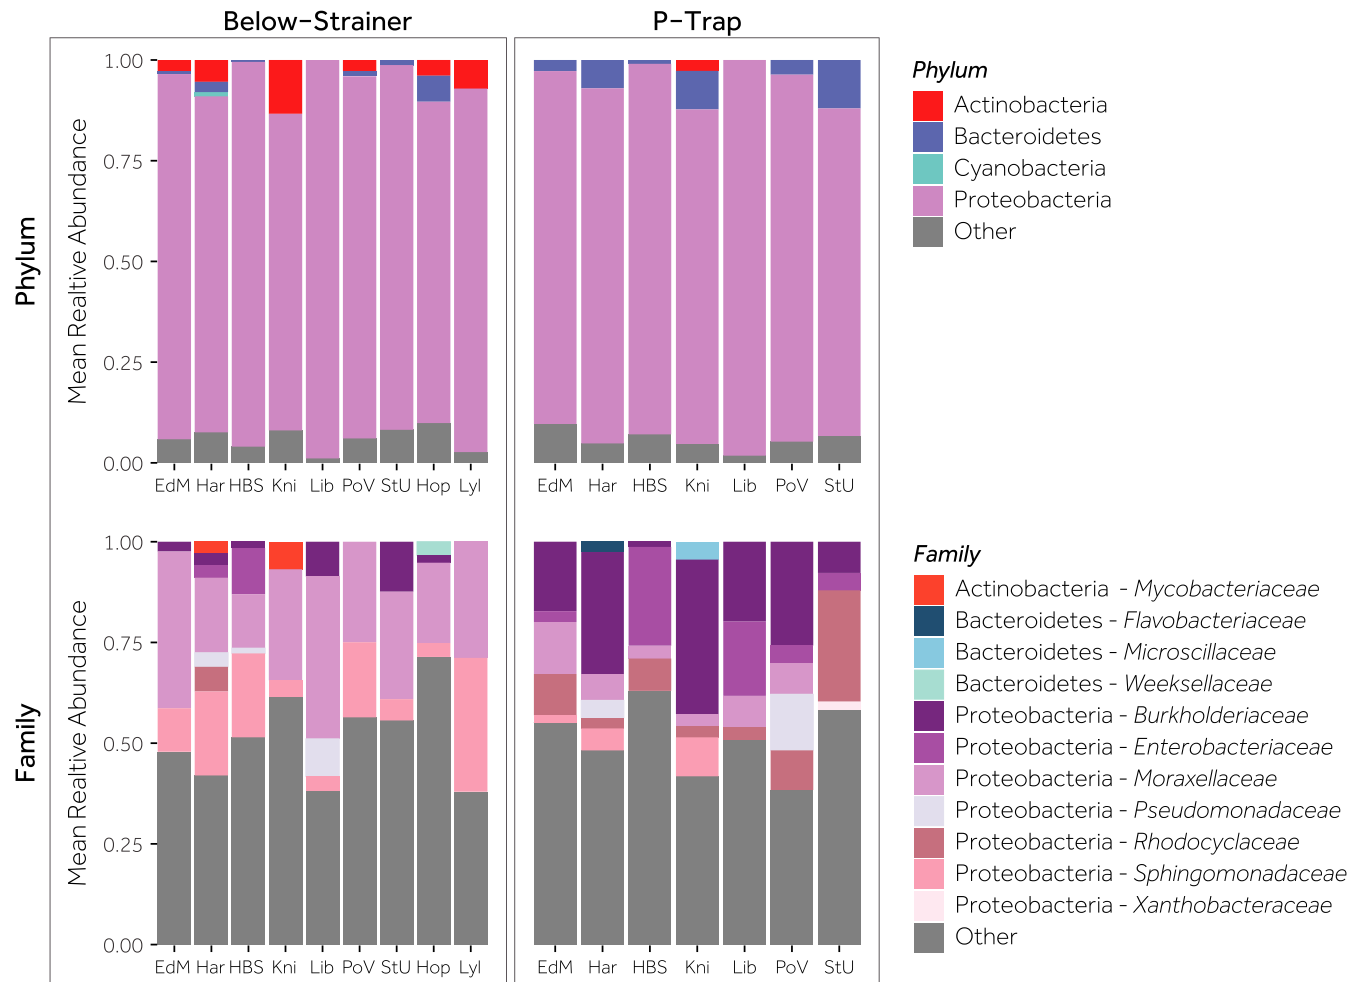 Below-Strainer
P-Trap
Phylum
Mean Realtive Abundance
1.00
0.75
0.50
0.25
0.00
EdM Har HBS Kni Lib PoV StU Hop Lyl
EdM Har HBS Kni Lib PoV StU
Phylum
Actinobacteria
Bacteroidetes
Cyanobacteria
Proteobacteria
Other
Family
Mean Realtive Abundance
1.00
0.75
0.50
0.25
0.00
EdM Har HBS Kni Lib PoV StU Hop Lyl
EdM Har HBS Kni Lib PoV StU
Family
Actinobacteria - Mycobacteriaceae
Bacteroidetes - Flavobacteriaceae
Bacteroidetes - Microscillaceae
Bacteroidetes - Weeksellaceae
Proteobacteria - Burkholderiaceae
Proteobacteria - Enterobacteriaceae
Proteobacteria - Moraxellaceae
Proteobacteria - Pseudomonadaceae
Proteobacteria - Rhodocyclaceae
Proteobacteria - Sphingomonadaceae
Proteobacteria - Xanthobacteraceae
Other